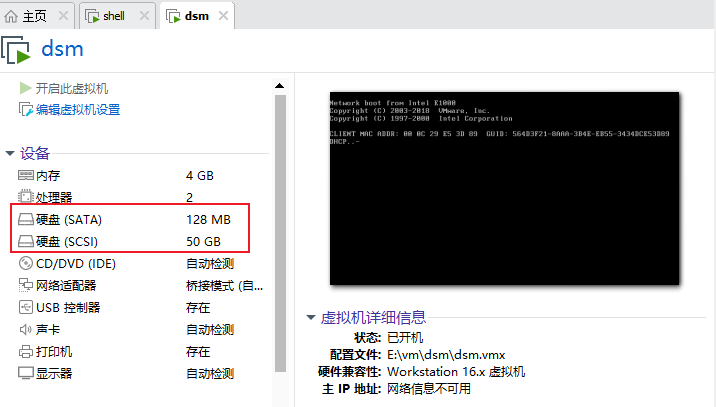 主页
shell
dsm
dsm
开启此虚拟机
编辑虚拟机设置
设备
内存 4 GB
处理器 2
硬盘 (SATA) 128 MB
硬盘 (SCSI) 50 GB
CD/DVD (IDE) 自动检测
网络适配器 桥接模式 (自...
USB 控制器 存在
声卡 自动检测
打印机 存在
显示器 自动检测
Network boot from Intel E1000
Copyright (C) 2003-2018 VMware, Inc.
Copyright (C) 1997-2000 Intel Corporation
CLIENT MAC ADDR: 00 0C 29 E5 3D 89 GUID: 564D3F21-8AAA-3B4E-EB55-3434DCE53D89
DHCP..-
虚拟机详细信息
状态: 已开机
配置文件: E:\vm\dsm\dsm.vmx
硬件兼容性: Workstation 16.x 虚拟机
主 IP 地址: 网络信息不可用